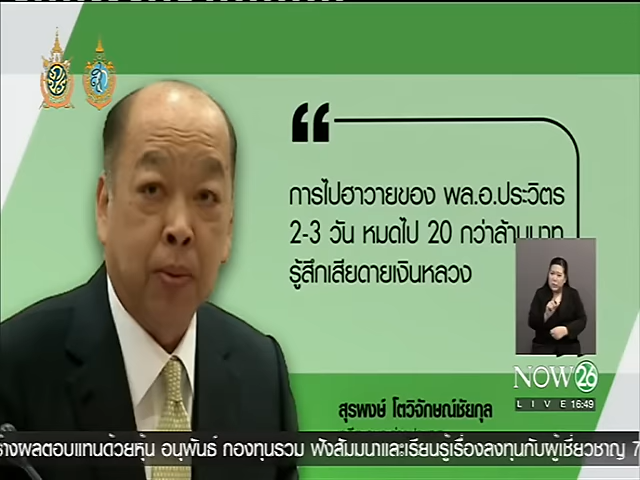 การไปฮาวายของ พล.อ.ประวิตร
2-3 วัน หมดไป 20 กว่าล้านบาท
รู้สึกเสียดายเงินหลวง
NOW26
LIVE 16:49
สุรพงษ์ โตวิจักษณ์ชัยกุล
ร้างผลตอบแทนด้วยหุ้น อนุพันธ์ กองทุนรวม ฟังสัมมนาและเรียนรู้เรื่องลงทุนกับผู้เชี่ยวชาญ 7